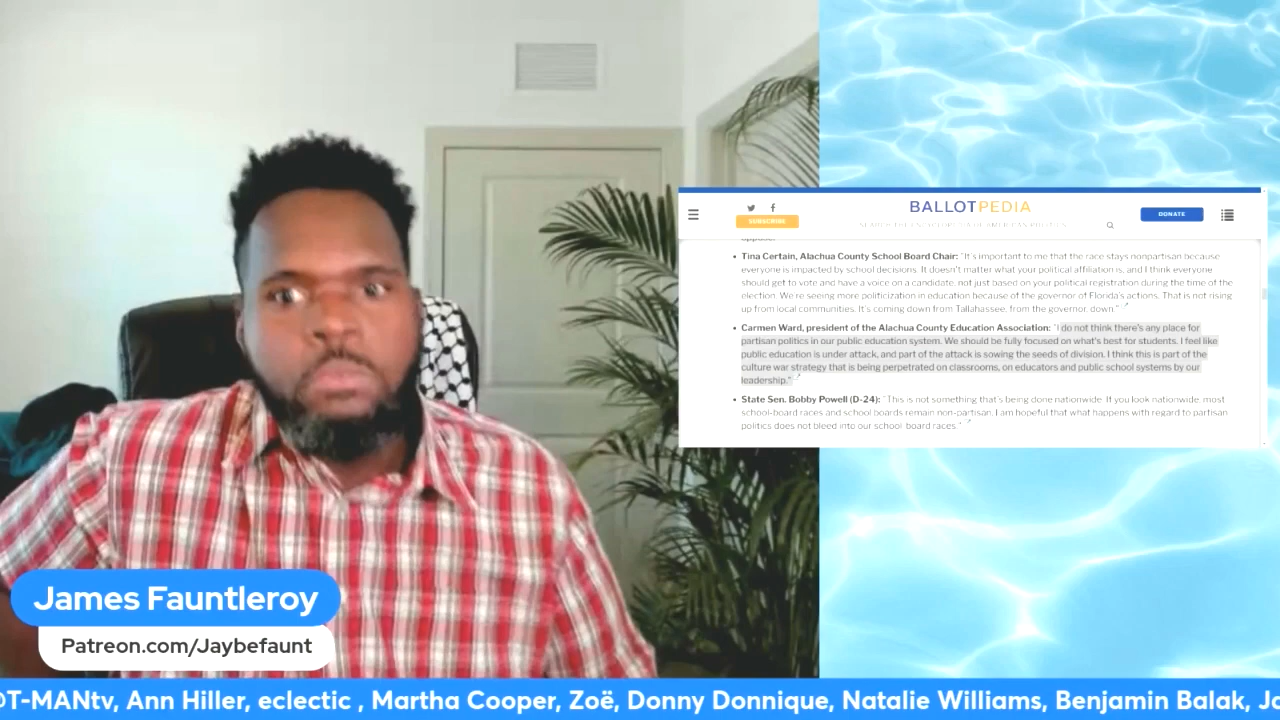 BALLOTPEDIA
SUBSCRIBE
DONATE
oppose:
• Tina Certain, Alachua County School Board Chair: "It's important to me that the race stays nonpartisan because
everyone is impacted by school decisions. It doesn't matter what your political affiliation is, and I think everyone
should get to vote and have a voice on a candidate, not just based on your political registration during the time of the
election. We're seeing more politicization in education because of the governor of Florida's actions. That is not rising
up from local communities. It's coming down from Tallahassee, from the governor, down."
• Carmen Ward, president of the Alachua County Education Association: "I do not think there's any place for
partisan politics in our public education system. We should be fully focused on what's best for students. I feel like
public education is under attack, and part of the attack is sowing the seeds of division. I think this is part of the
culture war strategy that is being perpetrated on classrooms, on educators and public school systems by our
leadership."
• State Sen. Bobby Powell (D-24): "This is not something that's being done nationwide. If you look nationwide, most
school-board races and school boards remain non-partisan. I am hopeful that what happens with regard to partisan
politics does not bleed into our school-board races."
James Fauntleroy
Patreon.com/Jaybefaunt
T-MANtv, Ann Hiller, eclectic , Martha Cooper, Zoë, Donny Donnique, Natalie Williams, Benjamin Balak,